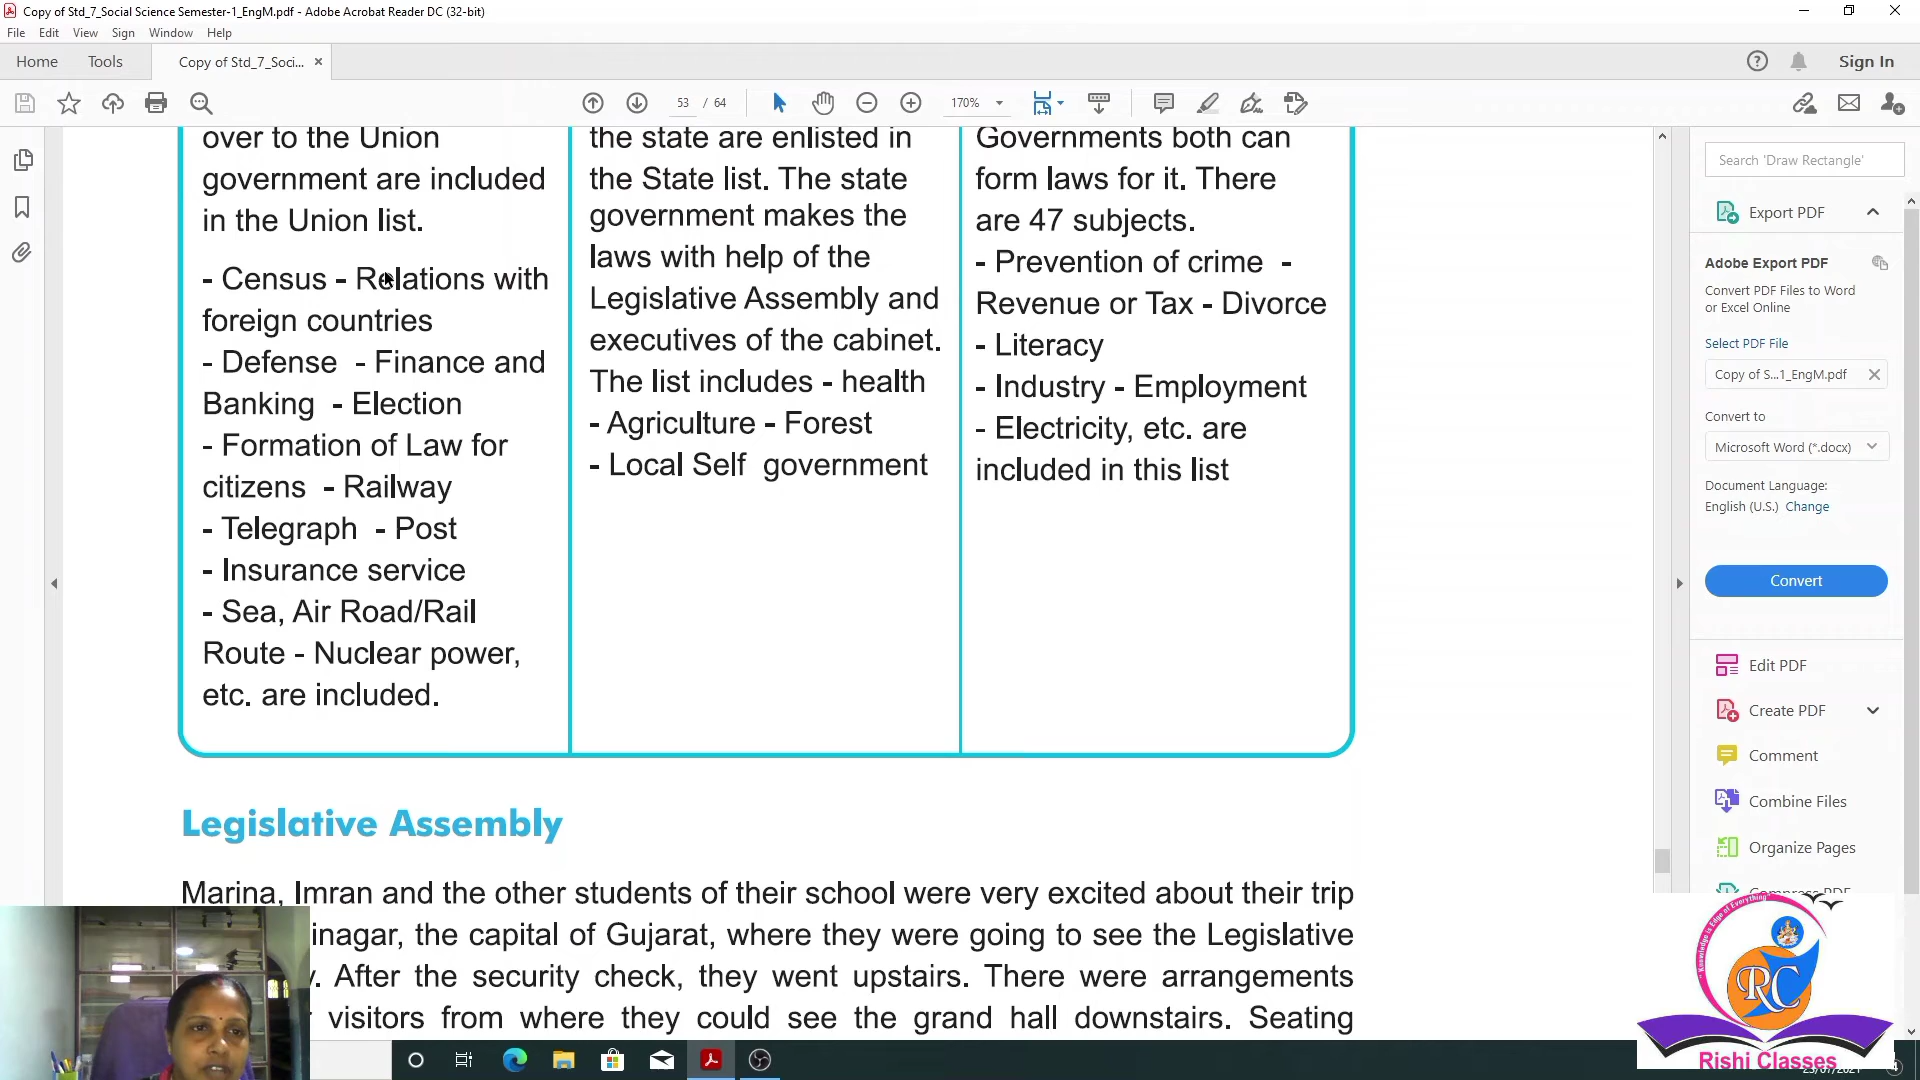 Copy of Std_7_Social Science Semester-1_EngM.pdf - Adobe Acrobat Reader DC (32-bit)
File Edit View Sign Window Help
Home Tools Copy of Std_7_Soci... ×
Sign In
53 / 64
170%
over to the Union
government are included
in the Union list.
- Census - Relations with
foreign countries
- Defense - Finance and
Banking - Election
- Formation of Law for
citizens - Railway
- Telegraph - Post
- Insurance service
- Sea, Air Road/Rail
Route - Nuclear power,
etc. are included.
the state are enlisted in
the State list. The state
government makes the
laws with help of the
Legislative Assembly and
executives of the cabinet.
The list includes - health
- Agriculture - Forest
- Local Self government
Governments both can
form laws for it. There
are 47 subjects.
- Prevention of crime -
Revenue or Tax - Divorce
- Literacy
- Industry - Employment
- Electricity, etc. are
included in this list
Legislative Assembly
Marina, Imran and the other students of their school were very excited about their trip
inagar, the capital of Gujarat, where they were going to see the Legislative
. After the security check, they went upstairs. There were arrangements
visitors from where they could see the grand hall downstairs. Seating
Search 'Draw Rectangle'
Export PDF
Adobe Export PDF
Convert PDF Files to Word
or Excel Online
Select PDF File
Copy of S...1_EngM.pdf
Convert to
Microsoft Word (*.docx)
Document Language:
English (U.S.) Change
Convert
Edit PDF
Create PDF
Comment
Combine Files
Organize Pages
Compress PDF
"Knowledge is Edge of Everything"
RC
Rishi Classes